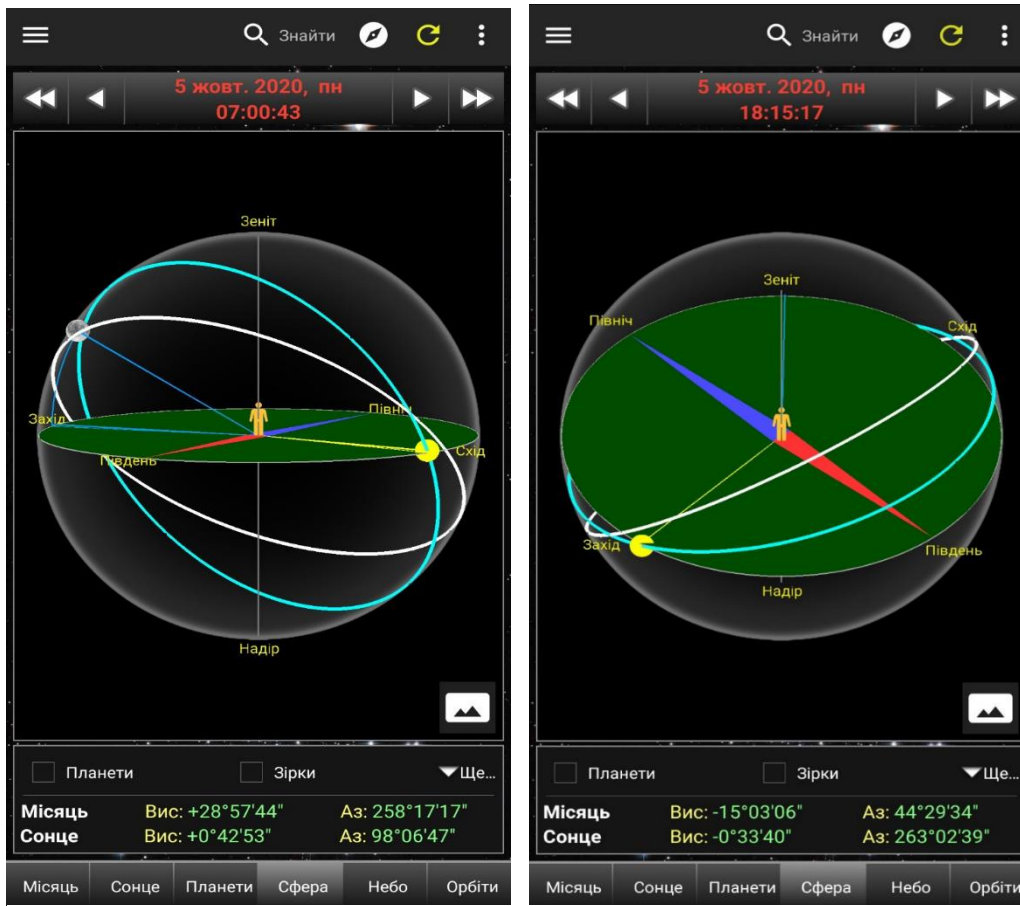 Знайти
5 жовт. 2020, пн
07:00:43
Зеніт
Захід
Північ
Південь
Схід
Надір
Планети
Зірки
Ще...
Місяць Вис: +28°57'44" Аз: 258°17'17"
Сонце Вис: +0°42'53" Аз: 98°06'47"
Місяць Сонце Планети Сфера Небо Орбіти
Знайти
5 жовт. 2020, пн
18:15:17
Зеніт
Північ
Схід
Захід
Південь
Надір
Планети
Зірки
Ще...
Місяць Вис: -15°03'06" Аз: 44°29'34"
Сонце Вис: -0°33'40" Аз: 263°02'39"
Місяць Сонце Планети Сфера Небо Орбіти